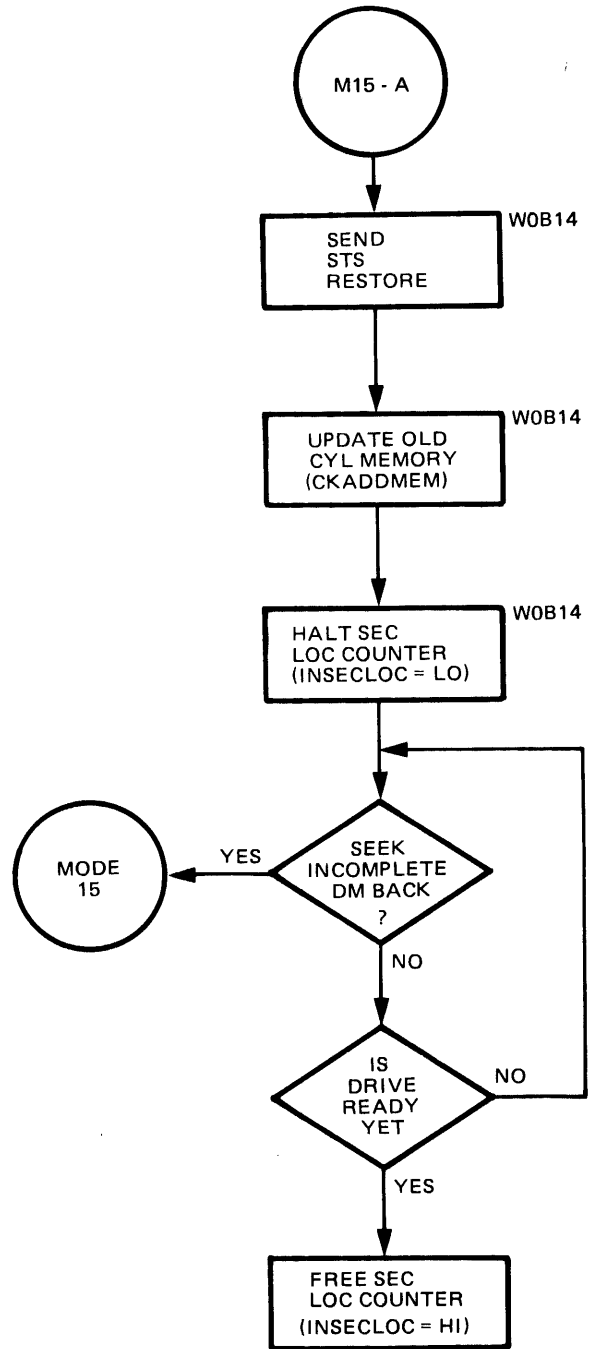 M15 - A
W0B14
SEND
STS
RESTORE
W0B14
UPDATE OLD
CYL MEMORY
(CKADDMEM)
W0B14
HALT SEC
LOC COUNTER
(INSECLOC = LO)
SEEK
INCOMPLETE
DM BACK
?
YES
MODE
15
NO
IS
DRIVE
READY
YET
NO
YES
FREE SEC
LOC COUNTER
(INSECLOC = HI)